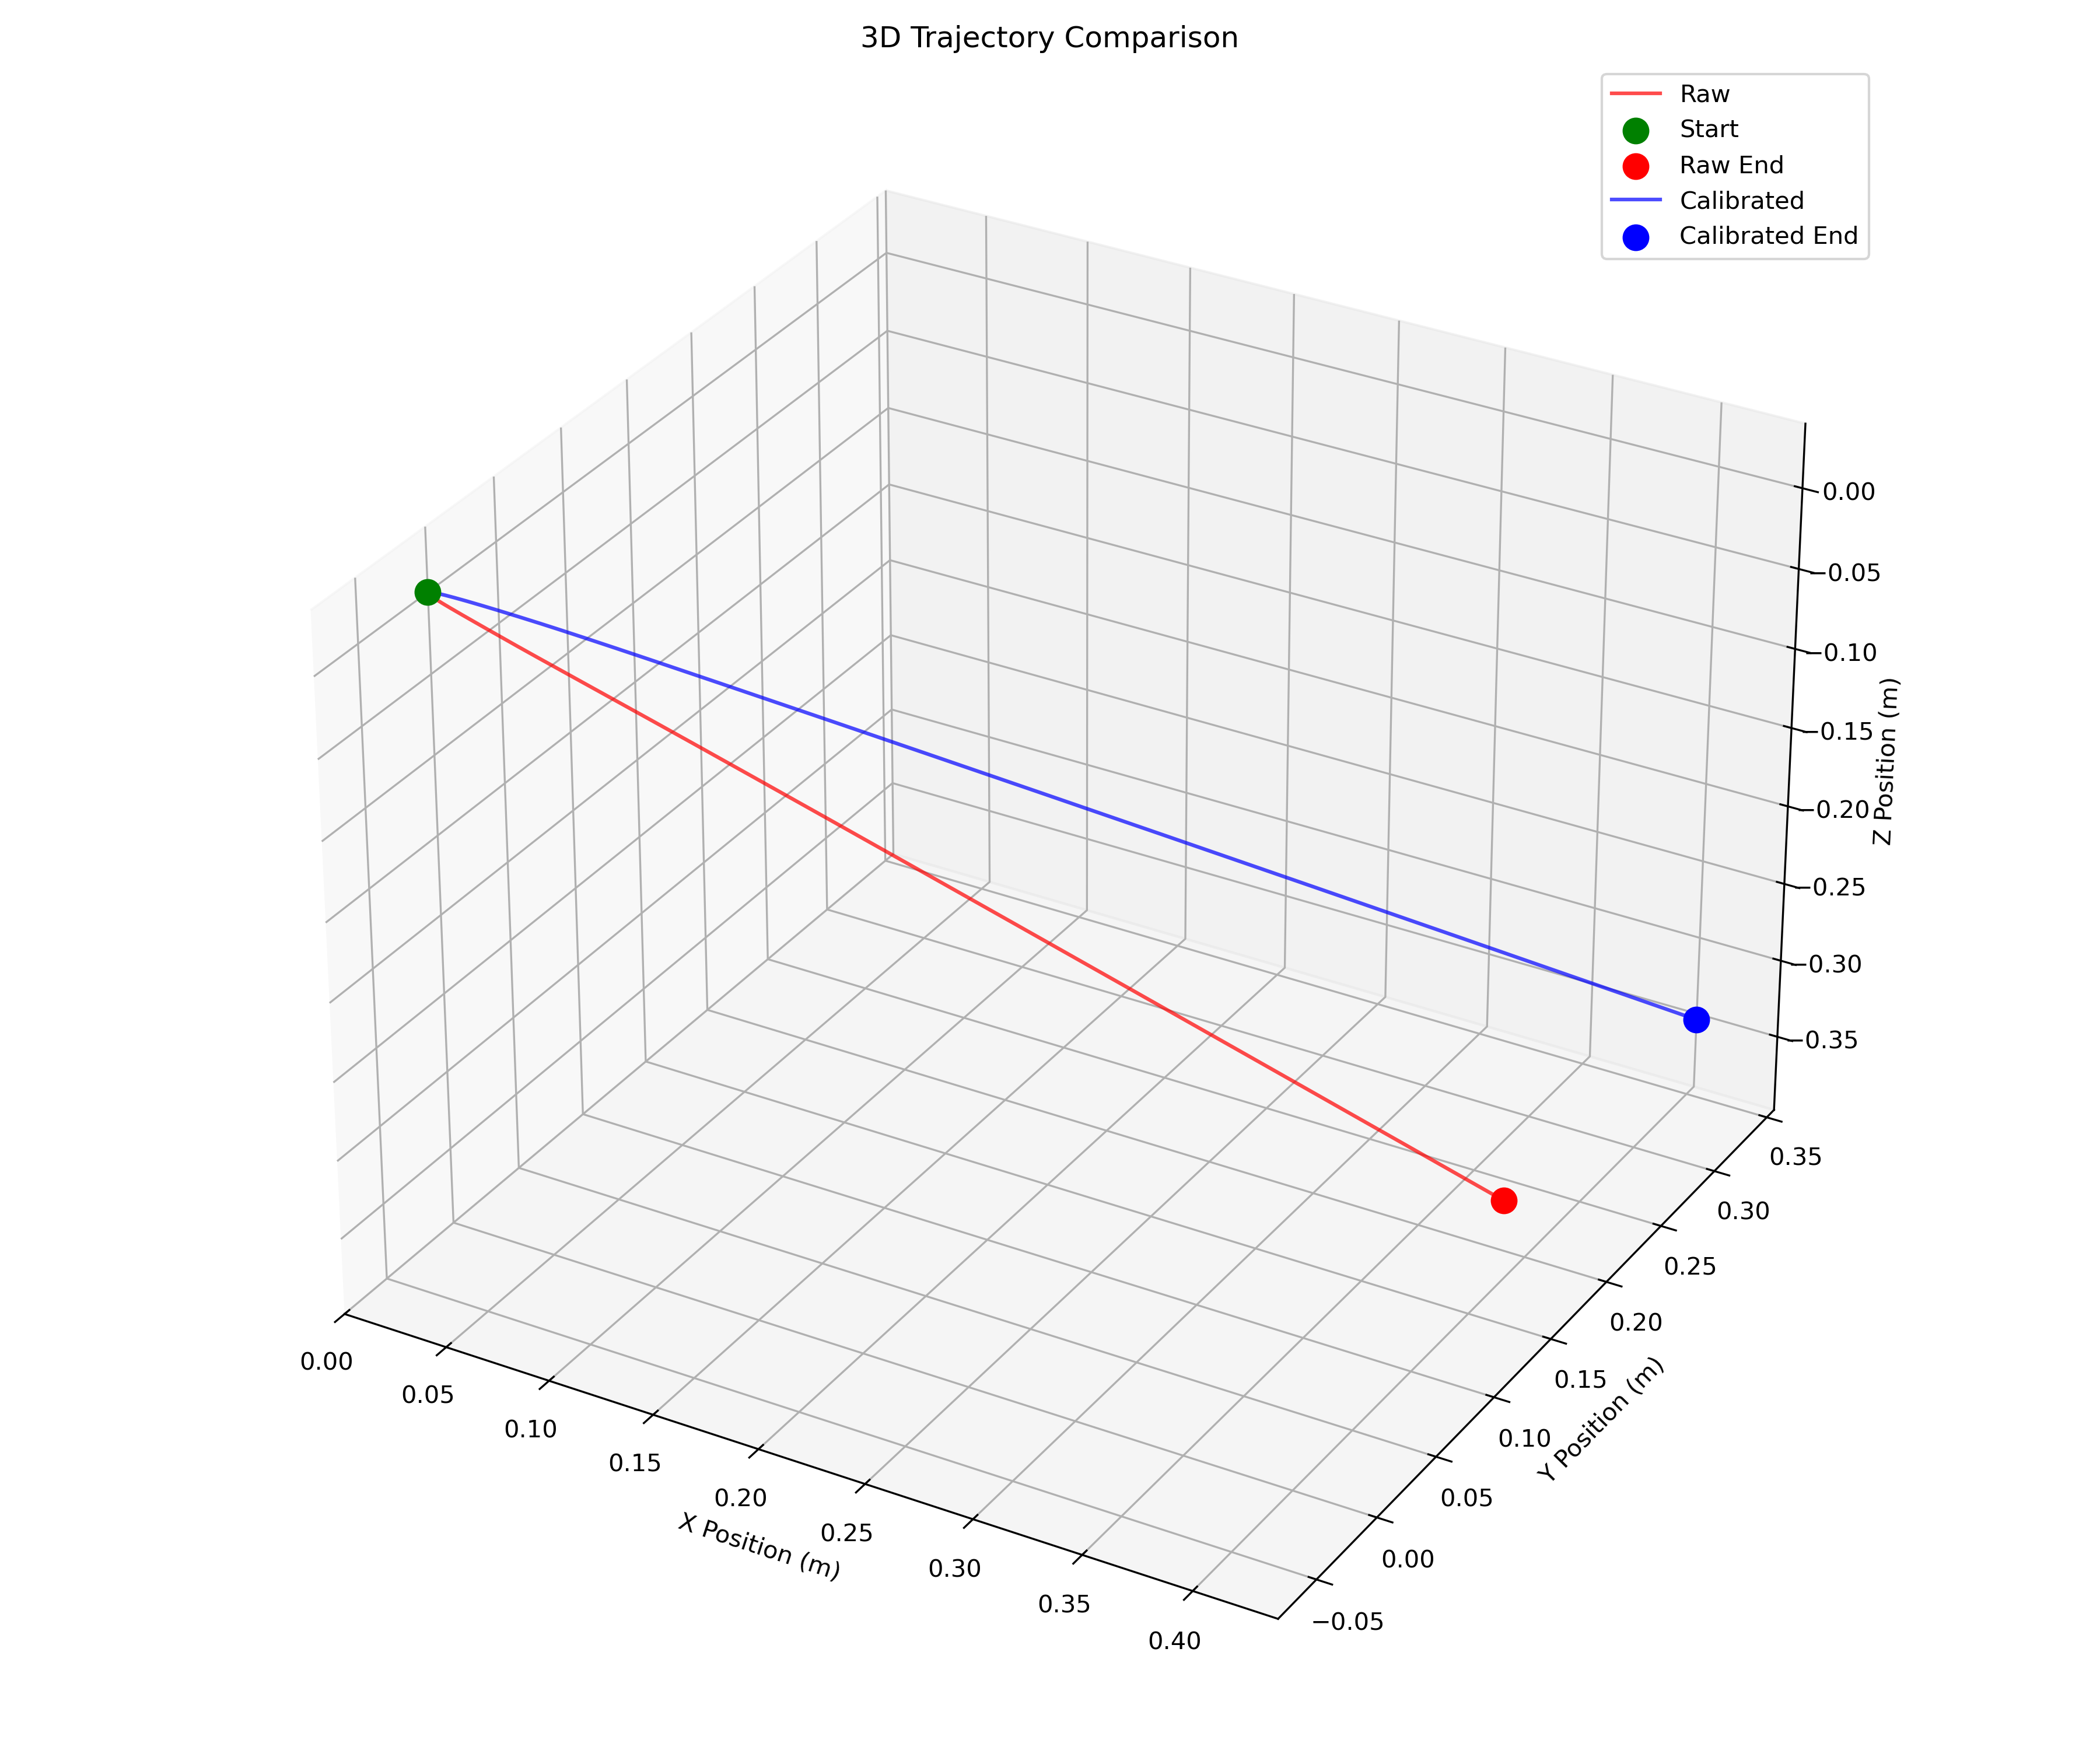 3D Trajectory Comparison
Raw
Start
Raw End
Calibrated
Calibrated End
0.00
−0.05
−0.10
−0.15
−0.20
−0.25
−0.30
−0.35
Z Position (m)
0.35
0.30
0.25
0.20
0.15
0.10
0.05
0.00
−0.05
Y Position (m)
0.00
0.05
0.10
0.15
0.20
0.25
0.30
0.35
0.40
X Position (m)